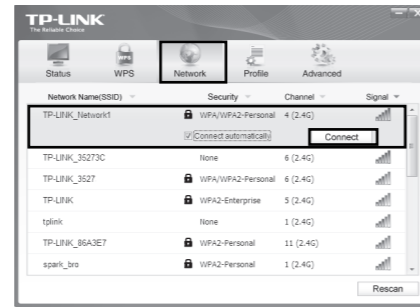 TP-LINK
The Reliable Choice
WPS
Status WPS Network Profile Advanced
Network Name(SSID) Security Channel Signal
TP-LINK_Network1 WPA/WPA2-Personal 4 (2.4G)
Connect automatically Connect
TP-LINK_35273C None 6 (2.4G)
TP-LINK_3527 WPA/WPA2-Personal 6 (2.4G)
TP-LINK WPA2-Enterprise 5 (2.4G)
tplink None 1 (2.4G)
TP-LINK_86A3E7 WPA2-Personal 11 (2.4G)
spark_bro WPA2-Personal 1 (2.4G)
Rescan